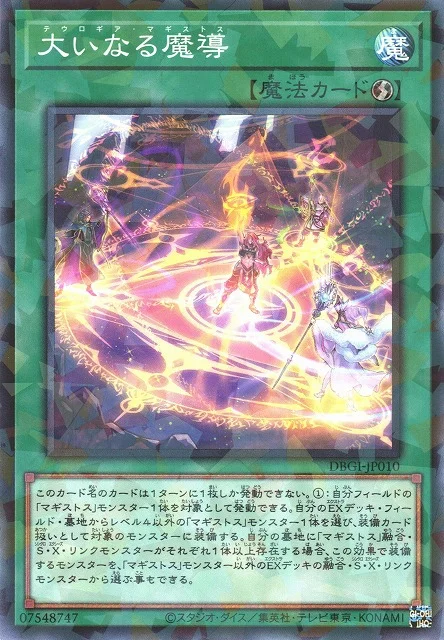 テウロギア・マギストス
大いなる魔導
魔
【魔法カード】
まほう
DBGI-JP010
このカード名のカードは1ターンに1枚しか発動できない。①：自分フィールドの
「マギストス」モンスター1体を対象として発動できる。自分のEXデッキ・フィ
ールド・墓地からレベル4以外の「マギストス」モンスター1体を選び、装備カード
扱いとして対象のモンスターに装備する。自分の墓地に「マギストス」融合・
S・X・リンクモンスターがそれぞれ1体以上存在する場合、この効果で装備
するモンスターを、「マギストス」モンスター以外のEXデッキの融合・S・X・リンク
モンスターから選ぶ事もできる。
07548747
©スタジオ・ダイス／集英社・テレビ東京・KONAMI